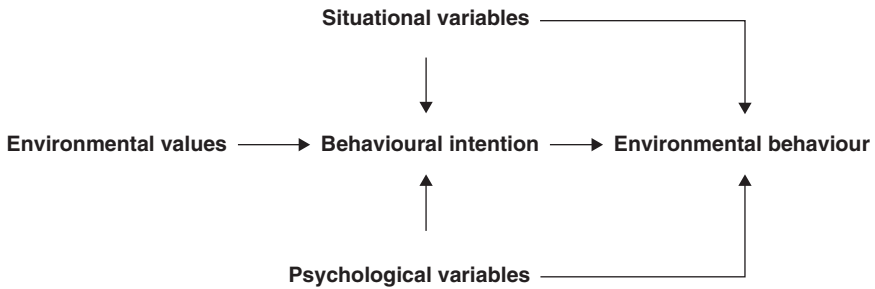 Situational variables
Environmental values
Behavioural intention
Environmental behaviour
Psychological variables